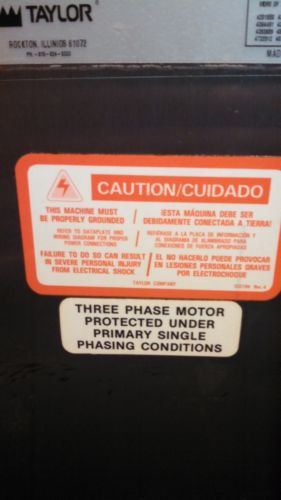 TAYLOR
ROCKTON, ILLINOIS 61072
CAUTION/CUIDADO
THIS MACHINE MUST
BE PROPERLY GROUNDED
REFER TO DATAPLATE AND
WIRING DIAGRAM FOR PROPER
POWER CONNECTIONS
FAILURE TO DO SO CAN RESULT
IN SEVERE PERSONAL INJURY
FROM ELECTRICAL SHOCK
¡ESTA MÁQUINA DEBE SER
DEBIDAMENTE CONECTADA A TIERRA!
REFIÉRASE A LA PLACA DE INFORMACIÓN Y
AL DIAGRAMA DE ALAMBRADO PARA
CONEXIONES DE FUERZA APROPIADAS
EL NO HACERLO PUEDE PROVOCAR
EN LESIONES PERSONALES GRAVES
POR ELECTROCHOQUE
TAYLOR COMPANY
THREE PHASE MOTOR
PROTECTED UNDER
PRIMARY SINGLE
PHASING CONDITIONS